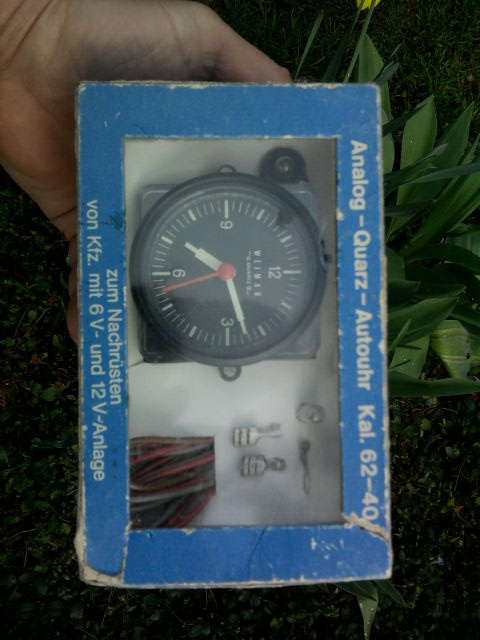 Analog-Quarz-Autouhr Kal. 62-40
12
3
6
9
WEIMAR
zum Nachrüsten
von Kfz. mit 6 V- und 12 V-Anlage